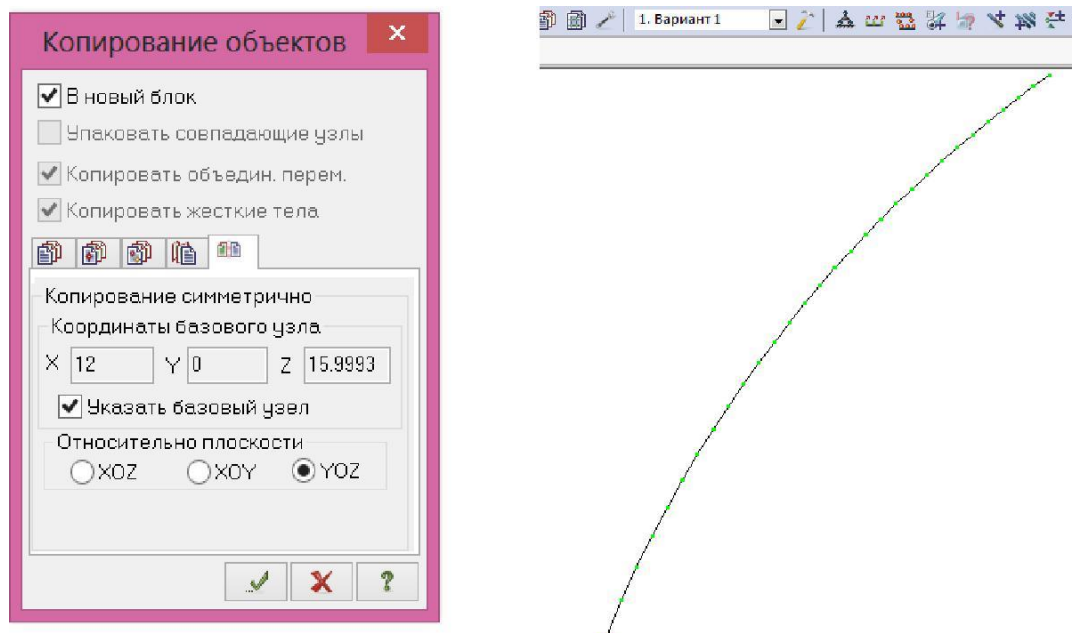 Копирование объектов
В новый блок
Упаковать совпадающие узлы
Копировать объедин. перем.
Копировать жесткие тела
Копирование симметрично
Координаты базового узла
X 12 Y 0 Z 15.9993
Указать базовый узел
Относительно плоскости
XOZ XOY YOZ
?
1. Вариант 1